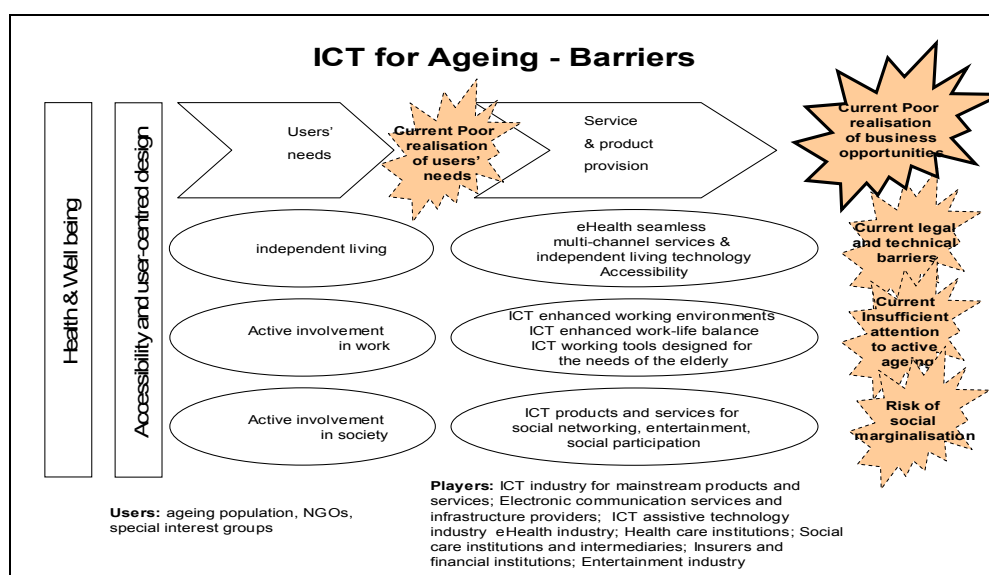 ICT for Ageing - Barriers
Health & Well being
Accessibility and user-centred design
Users'
needs
Current Poor
realisation
of users'
needs
Service
& product
provision
Current Poor
realisation
of business
opportunities
independent living
eHealth seamless
multi-channel services &
independent living technology
Accessibility
Current legal
and technical
barriers
Active involvement
in work
ICT enhanced working environments
ICT enhanced work-life balance
ICT working tools designed for
the needs of the elderly
Current
Insufficient
attention
to active
ageing
Active involvement
in society
ICT products and services for
social networking, entertainment,
social participation
Risk of
social
marginalisation
Users: ageing population, NGOs,
special interest groups
Players: ICT industry for mainstream products and
services; Electronic communication services and
infrastructure providers; ICT assistive technology
industry eHealth industry; Health care institutions; Social
care institutions and intermediaries; Insurers and
financial institutions; Entertainment industry